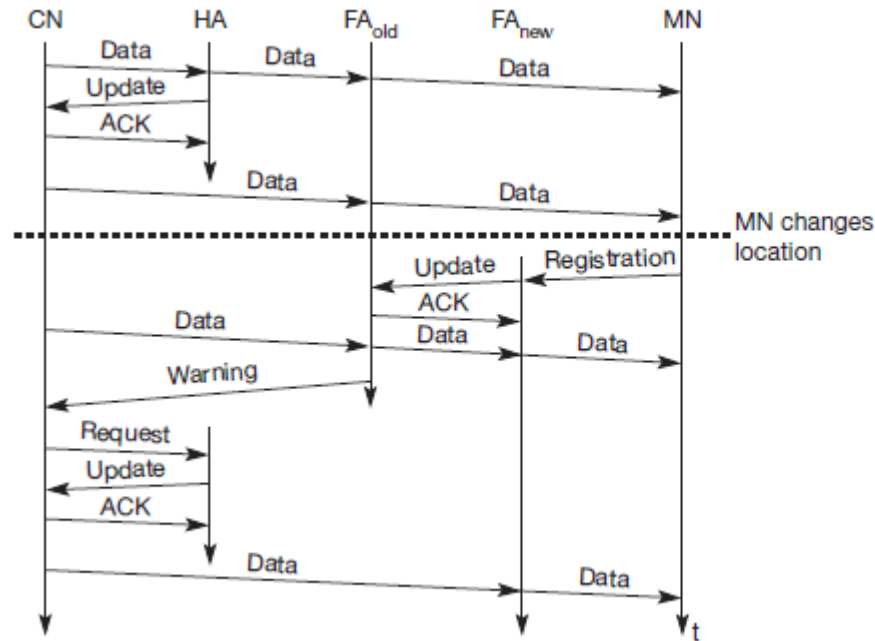 CN HA FAold FAnew MN
Data Data Data
Update
ACK
Data Data
MN changes
location
Registration
Update
ACK
Data Data Data
Warning
Request
Update
ACK
Data Data
t